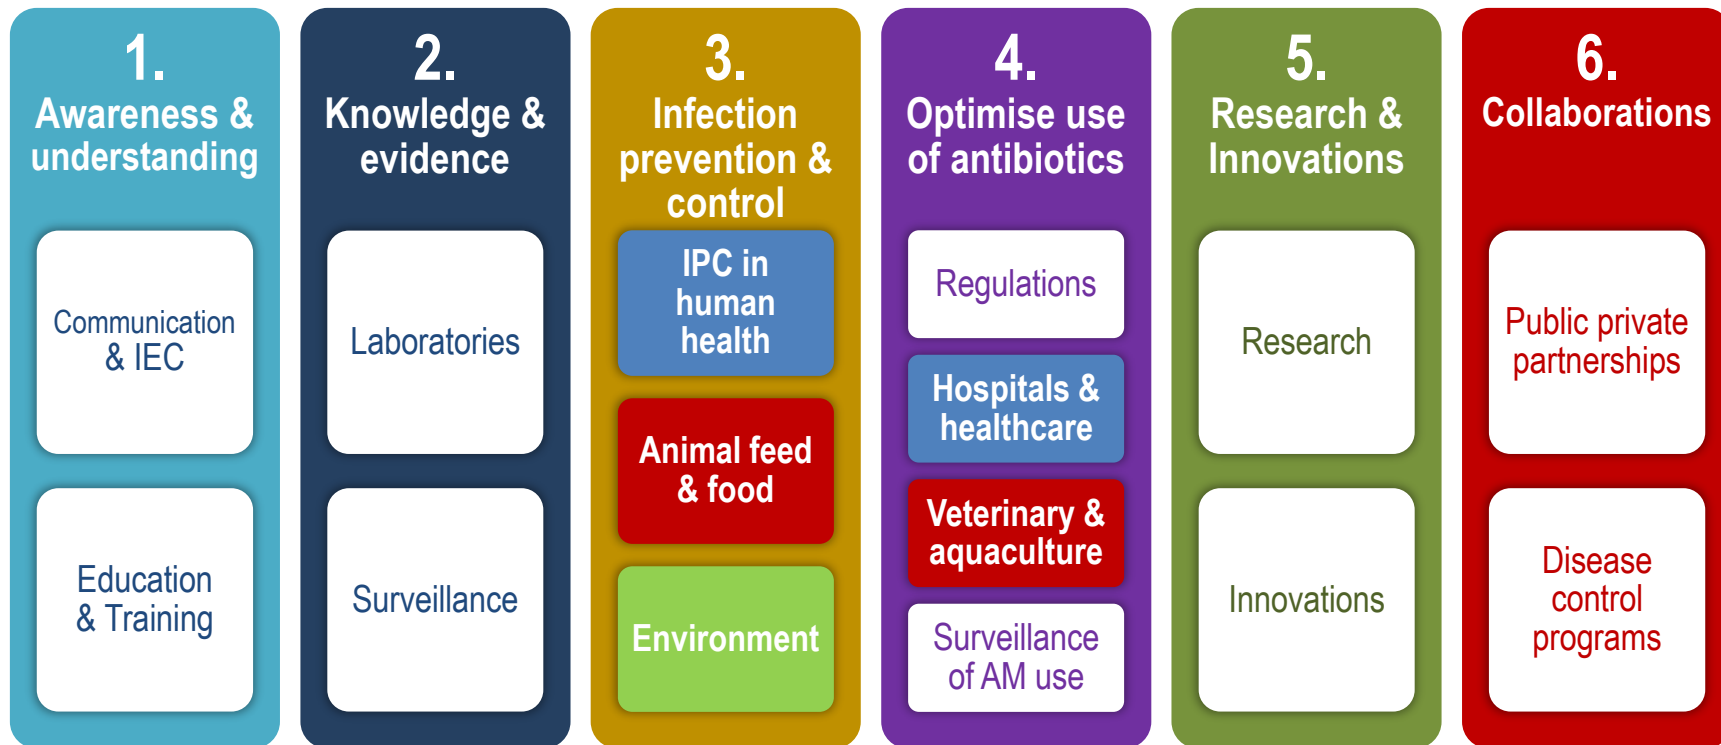 1.
Awareness &
understanding
Communication
& IEC
Education
& Training
2.
Knowledge &
evidence
Laboratories
Surveillance
3.
Infection
prevention &
control
IPC in
human
health
Animal feed
& food
Environment
4.
Optimise use
of antibiotics
Regulations
Hospitals &
healthcare
Veterinary &
aquaculture
Surveillance
of AM use
5.
Research &
Innovations
Research
Innovations
6.
Collaborations
Public private
partnerships
Disease
control
programs